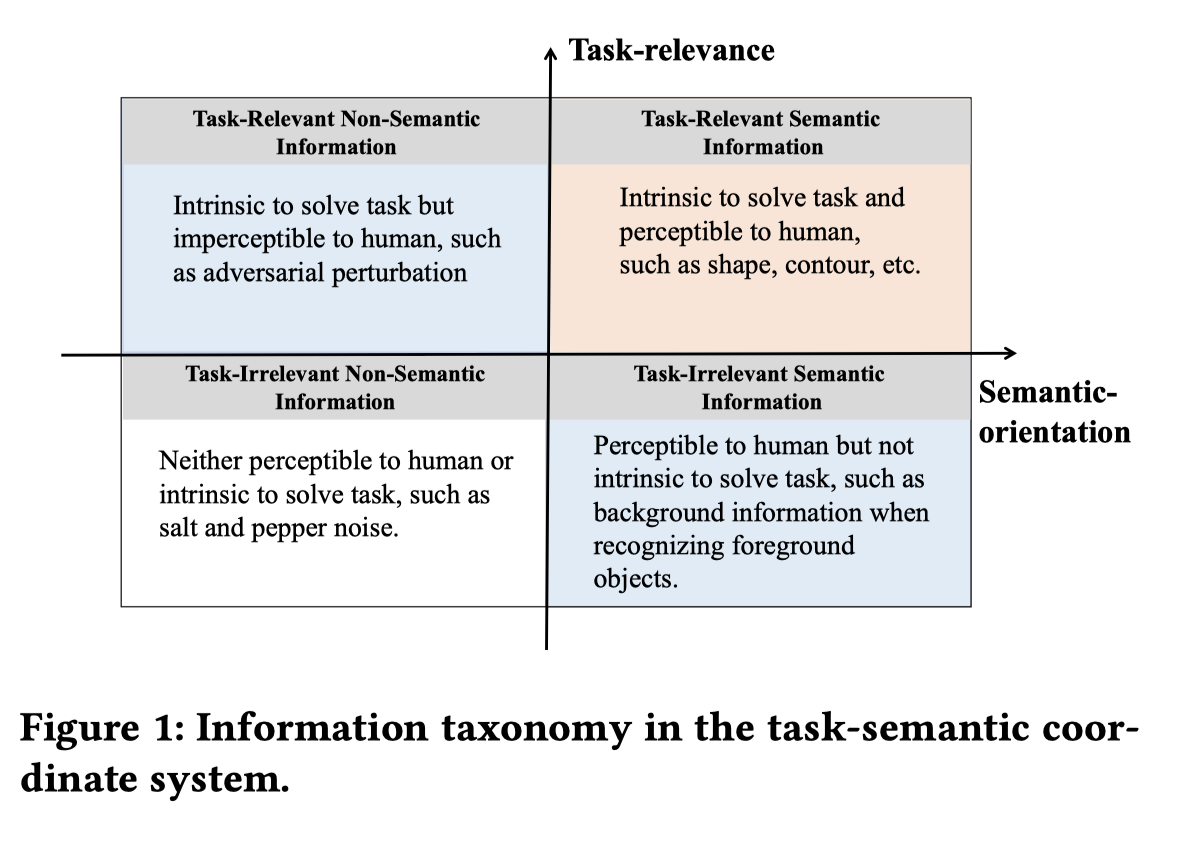 Task-relevance
Task-Relevant Non-Semantic
Information
Intrinsic to solve task but
imperceptible to human, such
as adversarial perturbation
Task-Relevant Semantic
Information
Intrinsic to solve task and
perceptible to human,
such as shape, contour, etc.
Task-Irrelevant Non-Semantic
Information
Neither perceptible to human or
intrinsic to solve task, such as
salt and pepper noise.
Task-Irrelevant Semantic
Information
Perceptible to human but not
intrinsic to solve task, such as
background information when
recognizing foreground
objects.
Semantic-
orientation
Figure 1: Information taxonomy in the task-semantic coor-
dinate system.